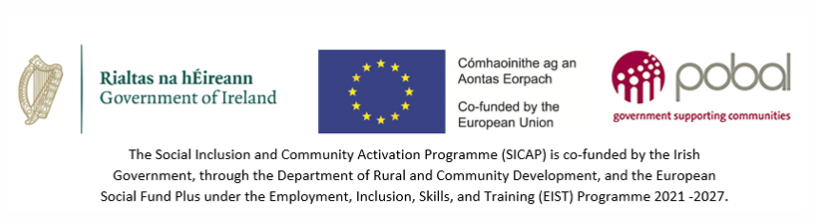 Rialtas na hÉireann
Government of Ireland
Cómhaoinithe ag an
Aontas Eorpach
Co-funded by the
European Union
pobal
government supporting communities
The Social Inclusion and Community Activation Programme (SICAP) is co-funded by the Irish
Government, through the Department of Rural and Community Development, and the European
Social Fund Plus under the Employment, Inclusion, Skills, and Training (EIST) Programme 2021 -2027.